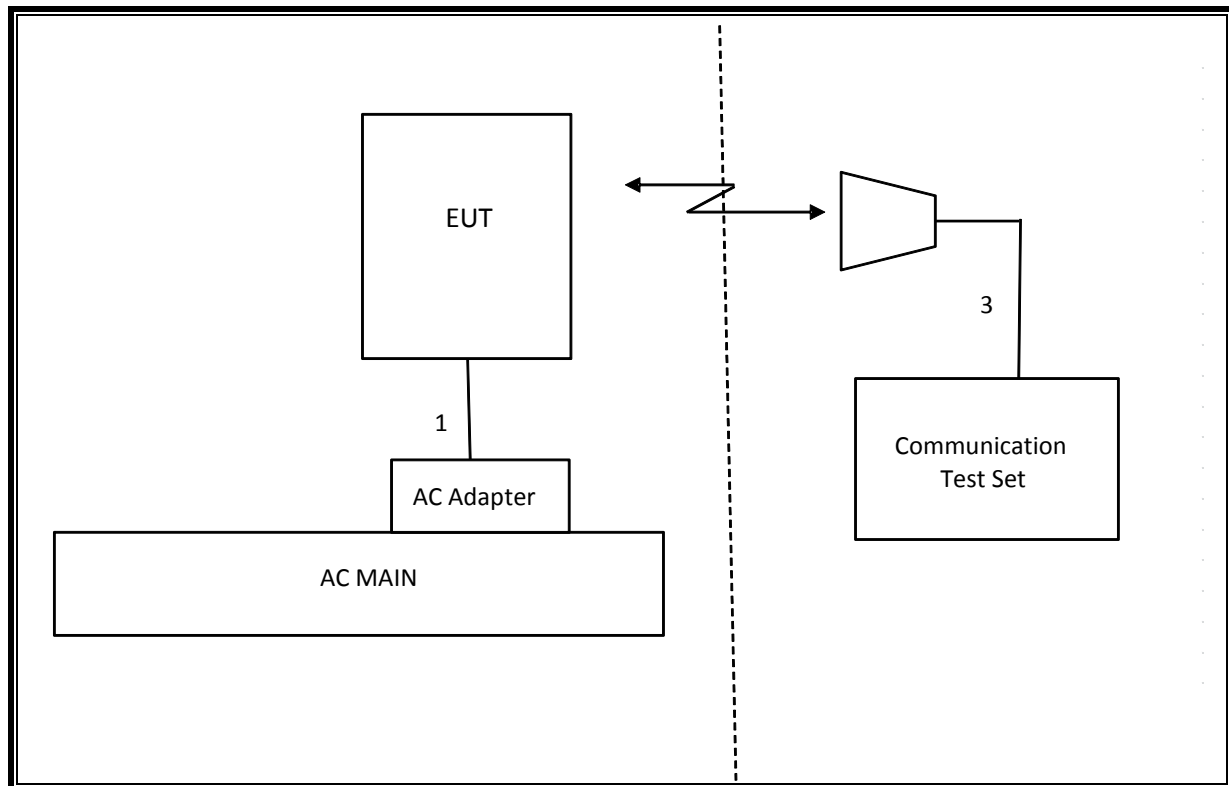 EUT
3
1
Communication
Test Set
AC Adapter
AC MAIN